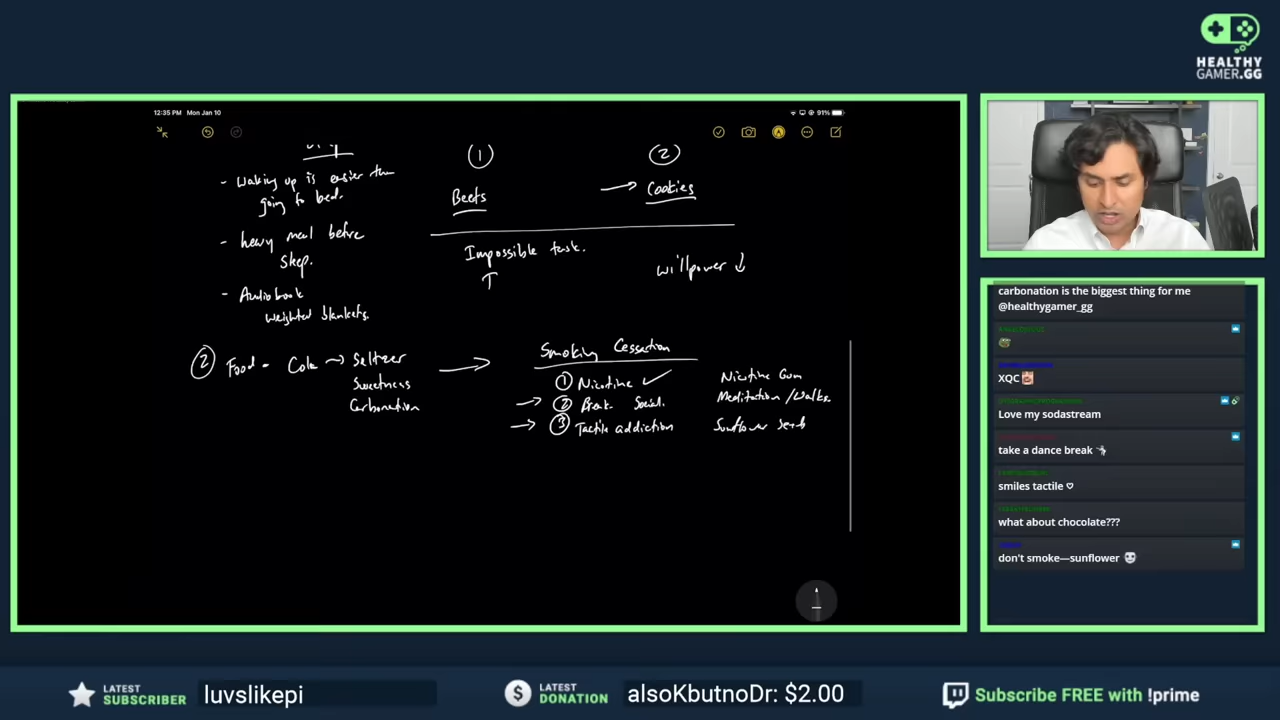 HEALTHY
GAMER.GG
12:35 PM Mon Jan 10
91%
①
②
- Waking up is easier than
going to bed.
Beets
→ Cookies
- heavy meal before
sleep.
Impossible task.
↑
willpower ↓
- Audiobook
weighted blankets.
② Food - Coke → Seltzer
Sweetness
Carbonation
→
Smoking Cessation
① Nicotine ✓ Nicotine Gum
→ ② Break Social. Meditation / Walks
→ ③ Tactile addiction Sunflower seeds
carbonation is the biggest thing for me
@healthygamer_gg
XQC
Love my sodastream
take a dance break
smiles tactile ♡
what about chocolate???
don't smoke—sunflower
LATEST
SUBSCRIBER
luvslikepi
$
LATEST
DONATION
alsoKbutnoDr: $2.00
Subscribe FREE with !prime